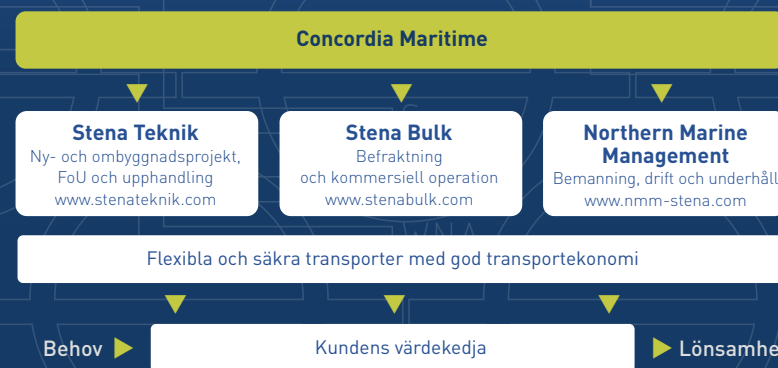 Concordia Maritime
Stena Teknik
Ny- och ombyggnadsprojekt,
FoU och upphandling
www.stenateknik.com
Stena Bulk
Befraktning
och kommersiell operation
www.stenabulk.com
Northern Marine
Management
Bemanning, drift och underhåll
www.nmm-stena.com
Flexibla och säkra transporter med god transportekonomi
Behov
Kundens värdekedja